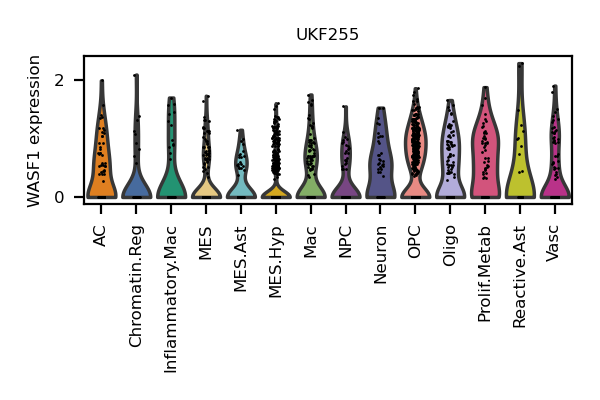 UKF255
WASF1 expression
2
0
AC
Chromatin.Reg
Inflammatory.Mac
MES
MES.Ast
MES.Hyp
Mac
NPC
Neuron
OPC
Oligo
Prolif.Metab
Reactive.Ast
Vasc